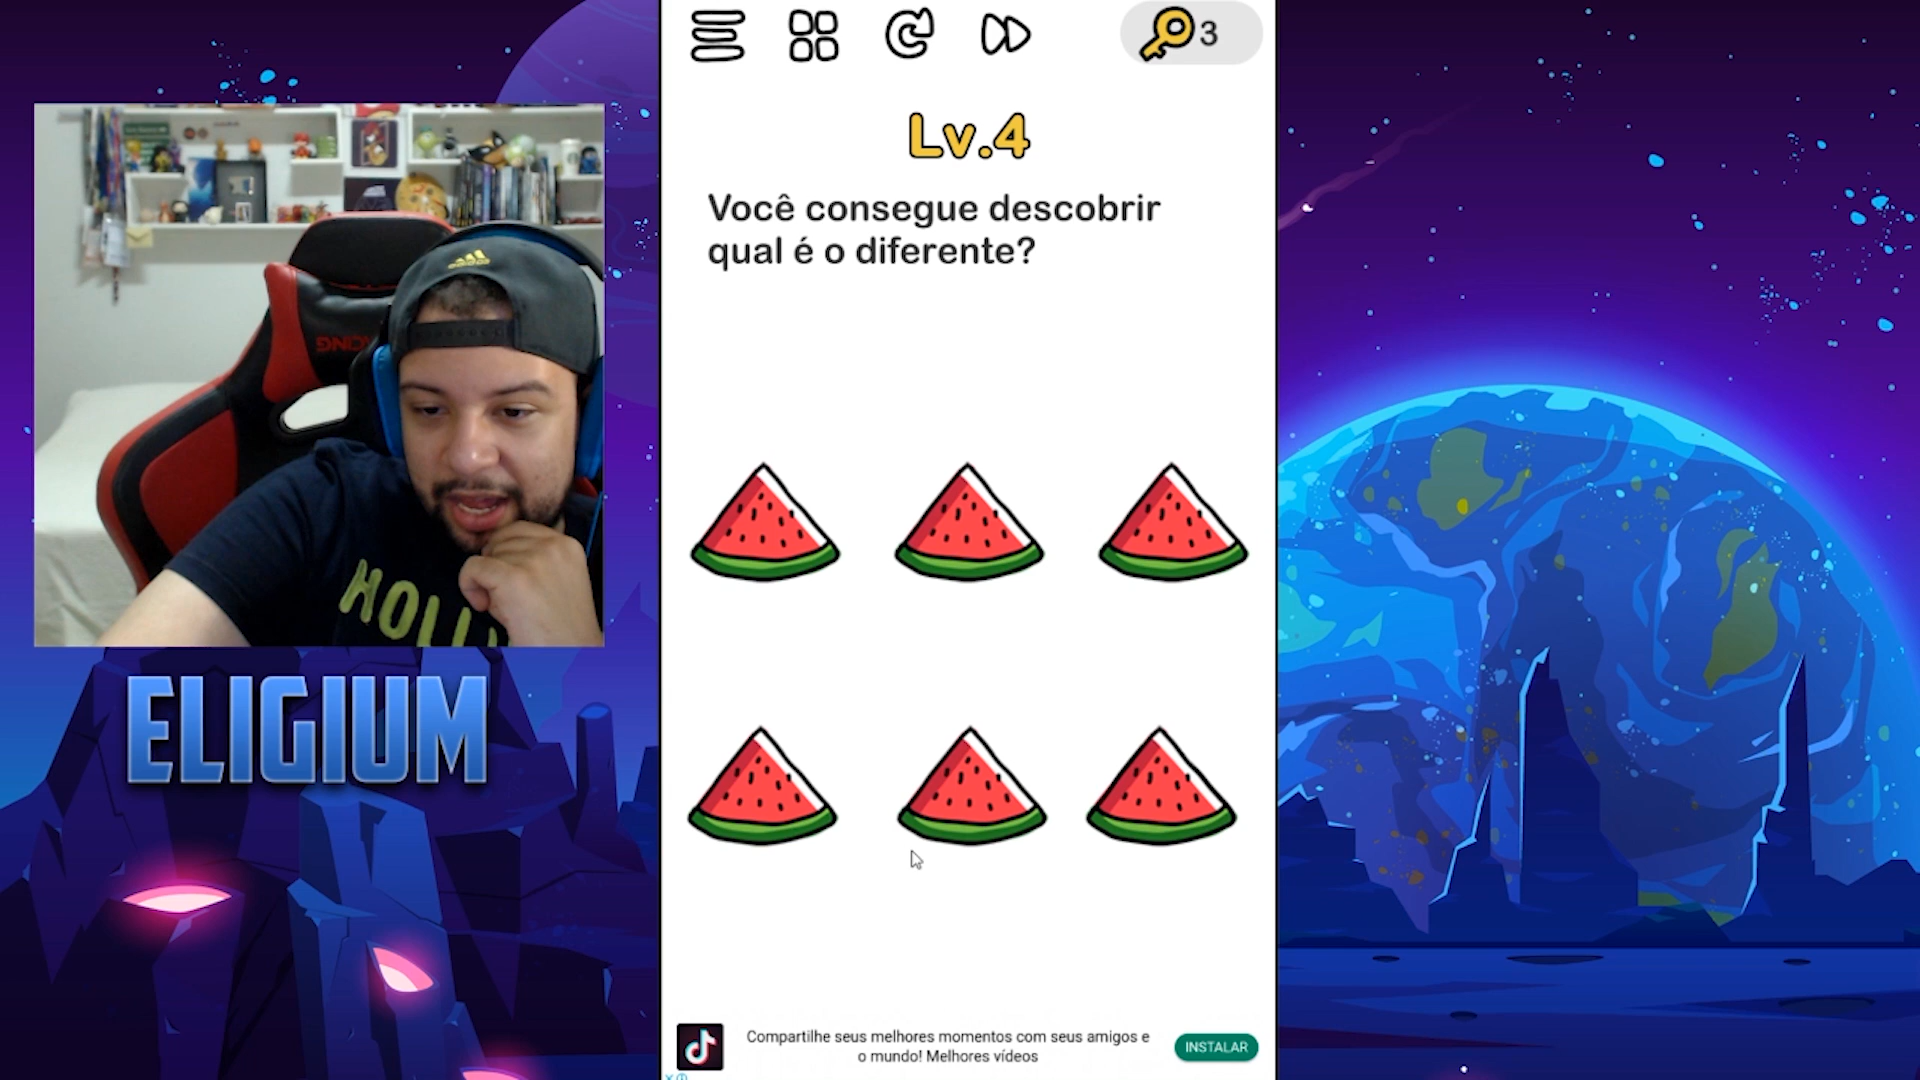 3
Lv.4
Você consegue descobrir
qual é o diferente?
HOLL
ELIGIUM
Compartilhe seus melhores momentos com seus amigos e
o mundo! Melhores vídeos
INSTALAR